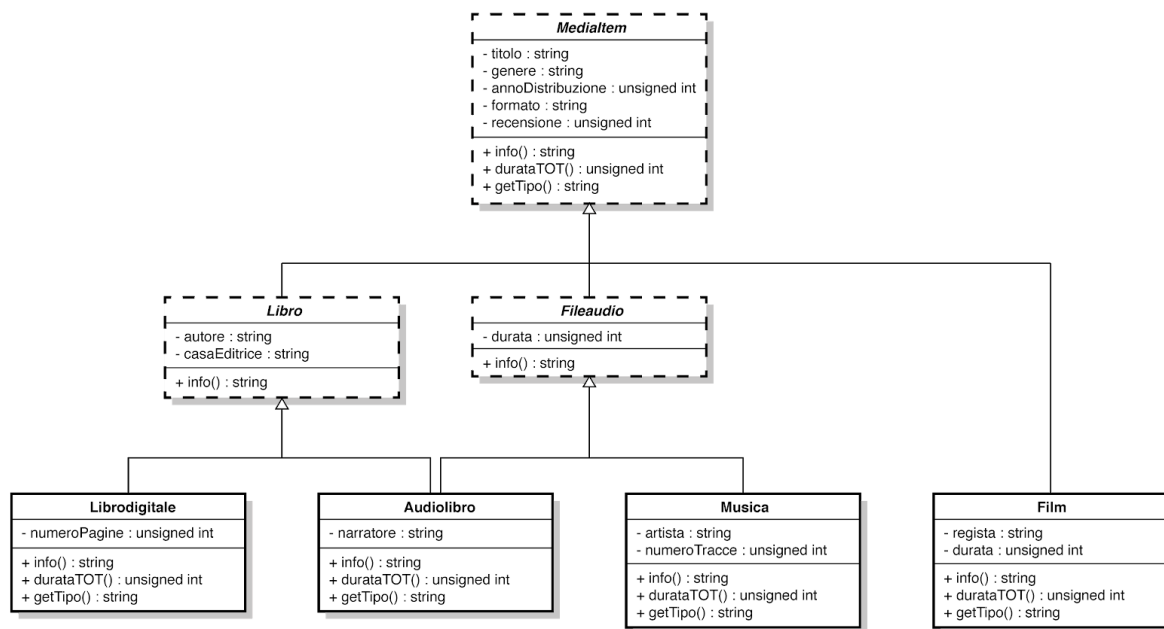 MediaItem
- titolo : string
- genere : string
- annoDistribuzione : unsigned int
- formato : string
- recensione : unsigned int
+ info() : string
+ durataTOT() : unsigned int
+ getTipo() : string
Libro
- autore : string
- casaEditrice : string
+ info() : string
Fileaudio
- durata : unsigned int
+ info() : string
Librodigitale
- numeroPagine : unsigned int
+ info() : string
+ durataTOT() : unsigned int
+ getTipo() : string
Audiolibro
- narratore : string
+ info() : string
+ durataTOT() : unsigned int
+ getTipo() : string
Musica
- artista : string
- numeroTracce : unsigned int
+ info() : string
+ durataTOT() : unsigned int
+ getTipo() : string
Film
- regista : string
- durata : unsigned int
+ info() : string
+ durataTOT() : unsigned int
+ getTipo() : string